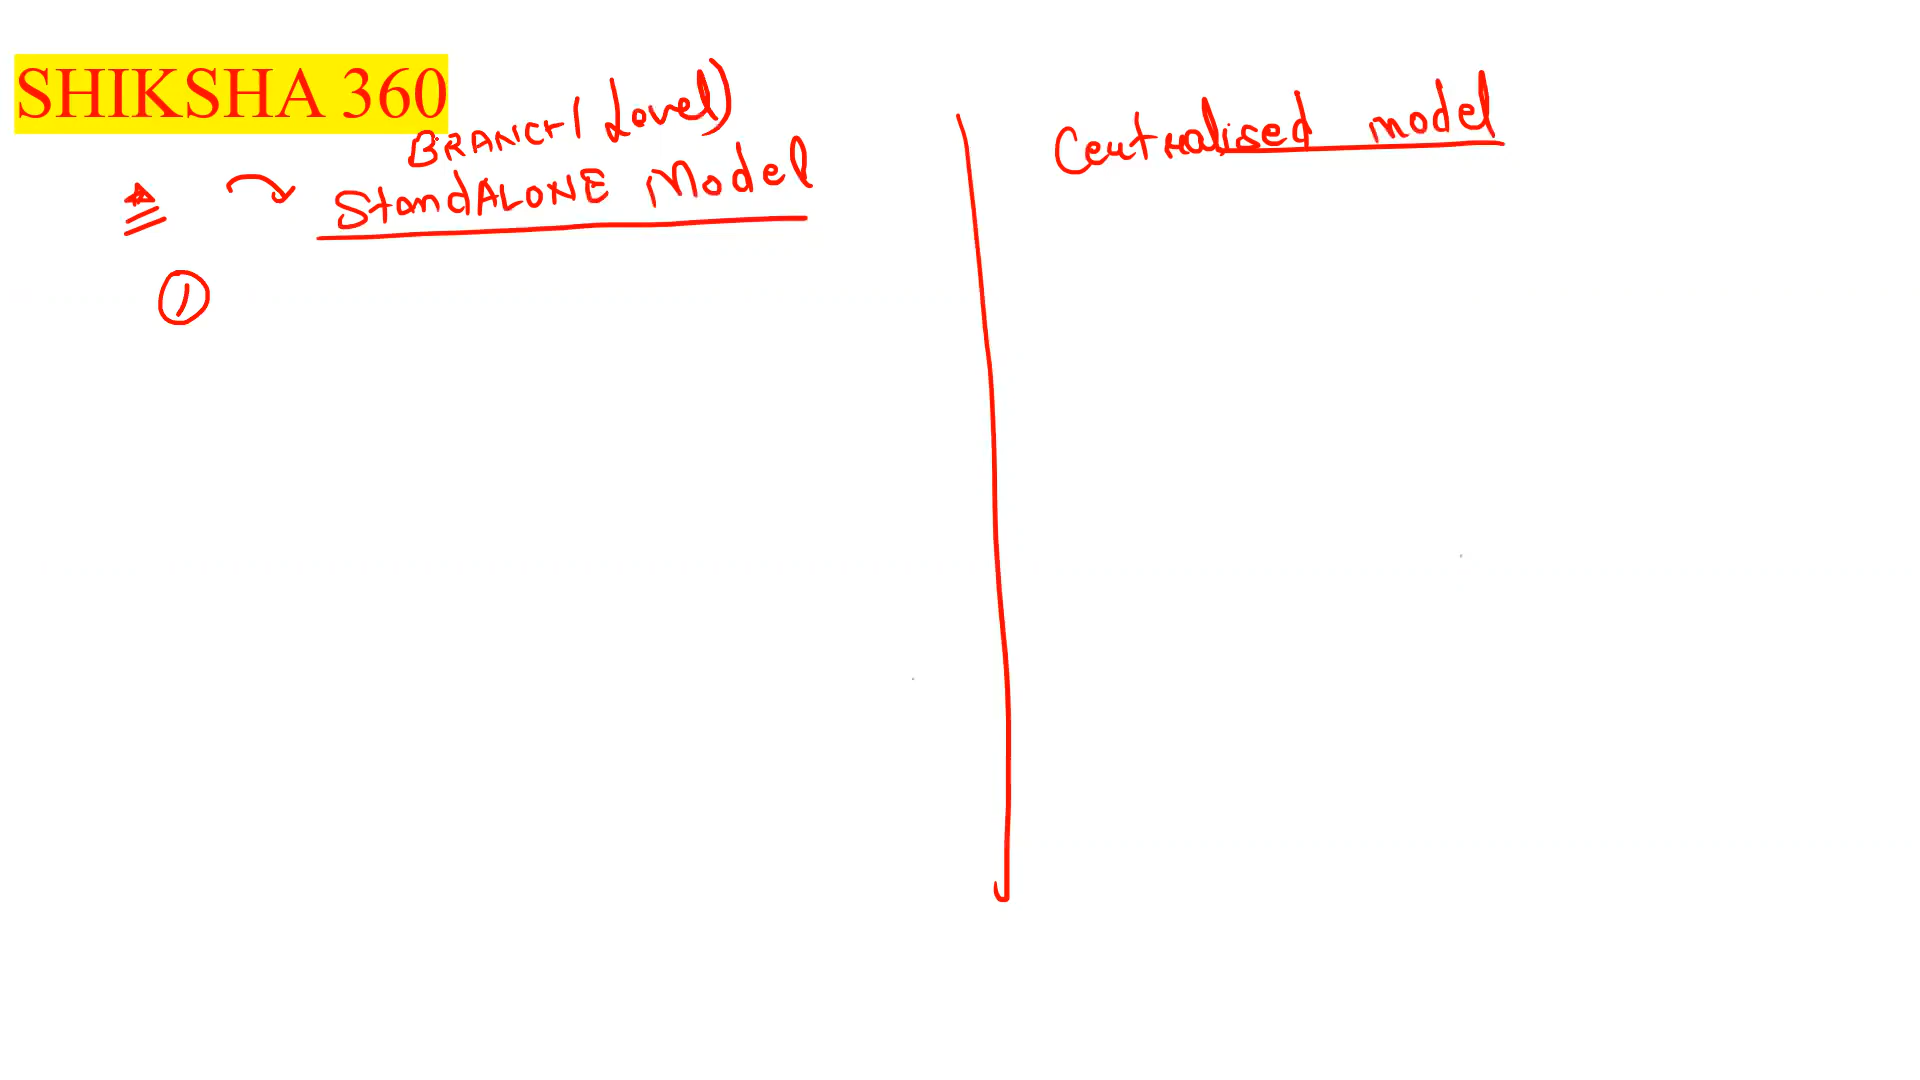 SHIKSHA 360
BRANCH Level)
StandALONE Model
①
Centralised model